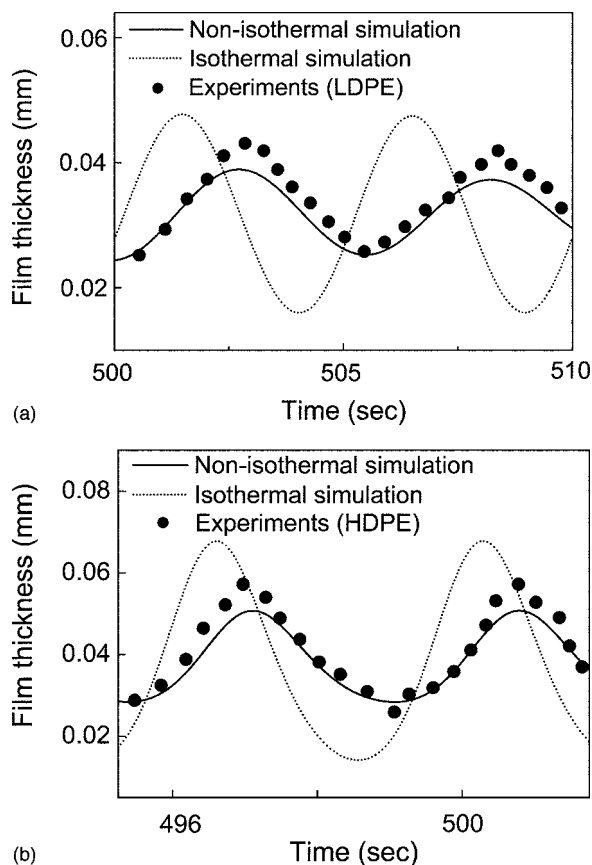 0.06
0.04
0.02
Film thickness (mm)
Non-isothermal simulation
Isothermal simulation
Experiments (LDPE)
500
505
510
Time (sec)
(a)
0.08
0.06
0.04
0.02
Film thickness (mm)
Non-isothermal simulation
Isothermal simulation
Experiments (HDPE)
496
500
Time (sec)
(b)